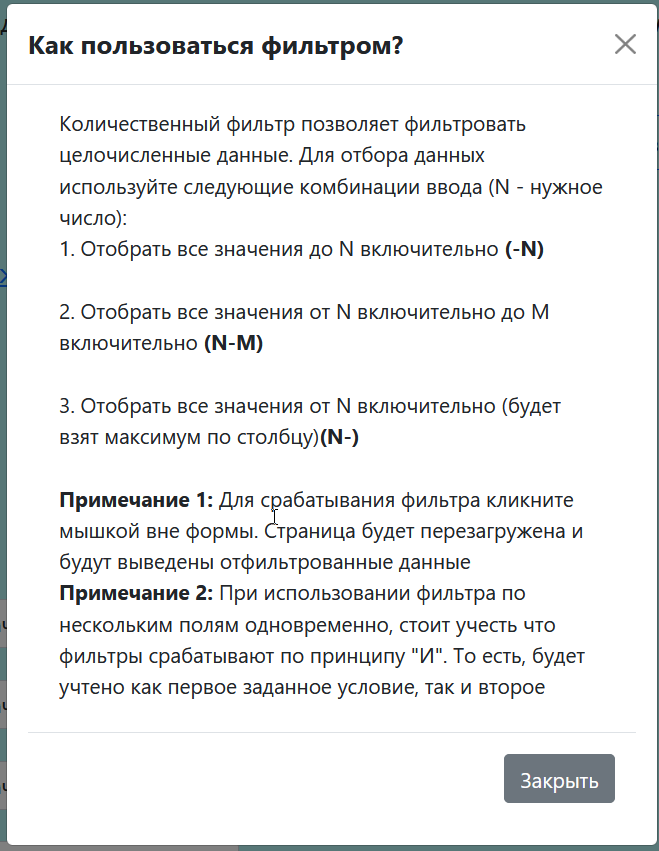 Как пользоваться фильтром?
Количественный фильтр позволяет фильтровать
целочисленные данные. Для отбора данных
используйте следующие комбинации ввода (N - нужное
число):
1. Отобрать все значения до N включительно (-N)
2. Отобрать все значения от N включительно до M
включительно (N-M)
3. Отобрать все значения от N включительно (будет
взят максимум по столбцу)(N-)
Примечание 1: Для срабатывания фильтра кликните
мышкой вне формы. Страница будет перезагружена и
будут выведены отфильтрованные данные
Примечание 2: При использовании фильтра по
нескольким полям одновременно, стоит учесть что
фильтры срабатывают по принципу "И". То есть, будет
учтено как первое заданное условие, так и второе
Закрыть